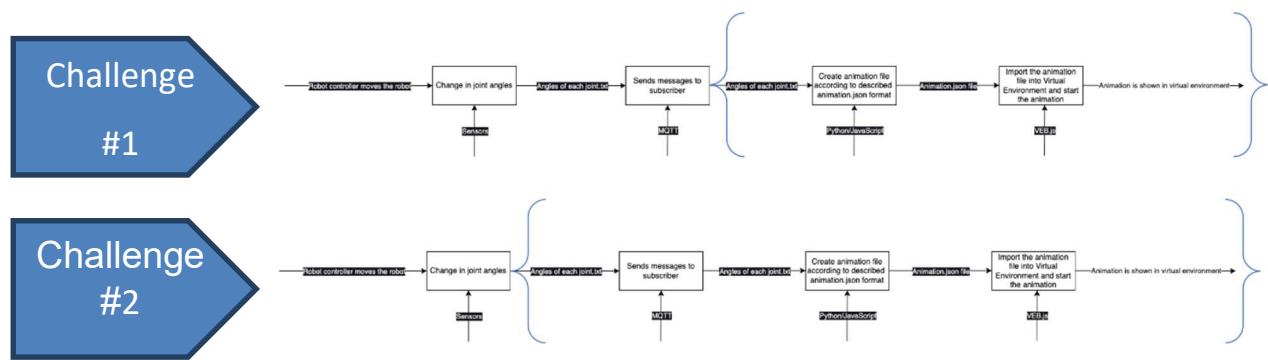 Challenge
#1
Robot controller moves the robot
Change in joint angles
Angles of each joint.txt
Sends messages to
subscriber
Angles of each joint.txt
Create animation file
according to described
animation.json format
Animation.json file
Import the animation
file into Virtual
Environment and start
the animation
Animation is shown in virtual environment
Sensors
MQTT
Python/JavaScript
VEB.js
Challenge
#2
Robot controller moves the robot
Change in joint angles
Angles of each joint.txt
Sends messages to
subscriber
Angles of each joint.txt
Create animation file
according to described
animation.json format
Animation.json file
Import the animation
file into Virtual
Environment and start
the animation
Animation is shown in virtual environment
Sensors
MQTT
Python/JavaScript
VEB.js